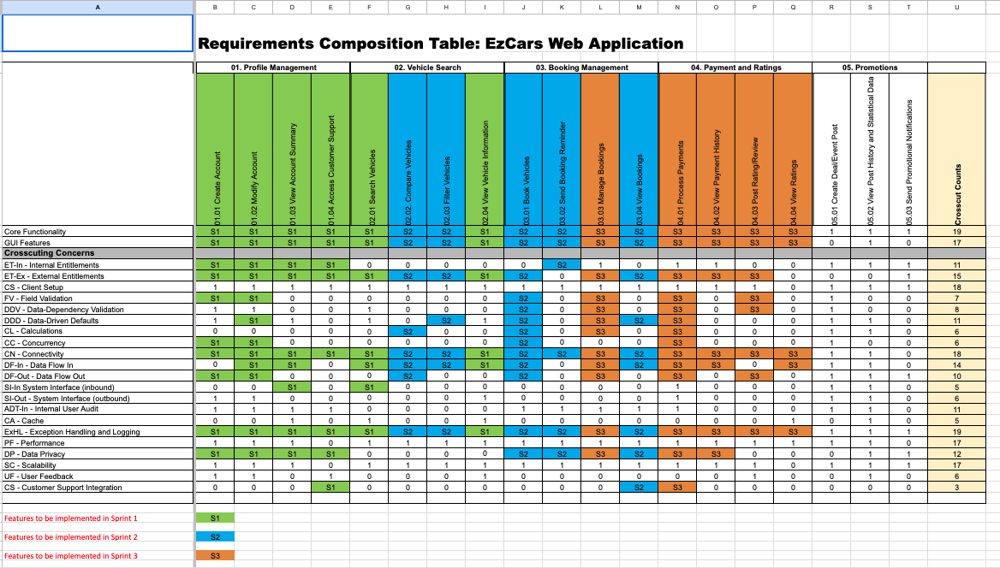 A B C D E F G H I J K L M N O P Q R S T U
Requirements Composition Table: EzCars Web Application
01. Profile Management 02. Vehicle Search 03. Booking Management 04. Payment and Ratings 05. Promotions
01.01 Create Account
01.02 Modify Account
01.03 View Account Summary
01.04 Access Customer Support
02.01 Search Vehicles
02.02. Compare Vehicles
02.03 Filter Vehicles
02.04 View Vehicle Information
03.01 Book Vehicles
03.02 Send Booking Reminder
03.03 Manage Bookings
03.04 View Bookings
04.01 Process Payments
04.02 View Payment History
04.03 Post Rating/Review
04.04 View Ratings
05.01 Create Deal/Event Post
05.02 View Post History and Statistical Data
05.03 Send Promotional Notifications
Crosscut Counts
Core Functionality S1 S1 S1 S1 S1 S2 S2 S1 S2 S2 S3 S2 S3 S3 S3 S3 1 1 1 19
GUI Features S1 S1 S1 S1 S1 S2 S2 S1 S2 S2 S3 S2 S3 S3 S3 S3 0 1 0 17
Crosscuting Concerns
ET-In - Internal Entitlements S1 S1 S1 S1 0 0 0 0 0 S2 1 0 1 1 0 0 1 1 1 11
ET-Ex - External Entitlements S1 S1 S1 S1 S1 S2 S2 S1 S2 0 S3 S2 S3 S3 S3 0 0 0 1 15
CS - Client Setup 1 1 1 1 1 1 1 1 1 1 1 1 1 1 1 0 1 1 1 18
FV - Field Validation S1 S1 0 0 0 0 0 0 S2 0 S3 0 S3 0 S3 0 1 0 0 7
DDV - Data-Dependency Validation 1 1 0 0 0 0 0 0 S2 0 S3 0 S3 0 S3 0 1 0 1 8
DDD - Data-Driven Defaults 1 S1 1 0 1 0 S2 1 S2 0 S3 S2 S3 0 0 0 1 1 0 11
CL - Calculations 0 0 0 0 0 S2 0 0 S2 0 S3 0 S3 0 0 0 1 1 0 6
CC - Concurrency S1 S1 0 0 0 0 0 0 S2 0 0 0 S3 0 0 0 1 1 0 6
CN - Connectivity S1 S1 S1 S1 S1 S2 S2 S1 S2 S2 S3 S2 S3 S3 S3 S3 1 1 0 18
DF-In - Data Flow In 0 S1 S1 0 S1 S2 S2 S1 S2 0 S3 S2 S3 S3 0 S3 0 1 1 14
DF-Out - Data Flow Out S1 S1 0 0 0 S2 0 0 S2 0 S3 0 S3 0 S3 0 1 1 1 10
SI-In System Interface (inbound) 0 0 S1 0 S1 0 0 0 0 0 0 0 1 0 0 0 1 1 0 5
SI-Out - System Interface (outbound) 1 1 0 0 0 0 0 1 0 0 0 0 1 0 0 0 1 1 0 6
ADT-In - Internal User Audit 1 1 1 1 0 0 0 0 1 1 1 1 1 0 0 0 1 1 0 11
CA - Cache 0 0 1 0 1 0 0 1 0 0 0 0 0 0 0 1 0 1 0 5
ExHL - Exception Handling and Logging S1 S1 S1 S1 S1 S2 S2 S1 S2 S2 S3 S2 S3 S3 S3 S3 1 1 1 19
PF - Performance 1 1 1 0 1 1 1 1 1 1 1 1 1 1 1 1 0 1 1 17
DP - Data Privacy S1 S1 S1 S1 0 0 0 0 S2 S2 S3 S2 S3 S3 0 0 0 1 1 12
SC - Scalability 1 1 1 0 1 1 1 1 1 1 1 1 1 1 1 0 1 1 1 17
UF - User Feedback 1 1 0 1 0 0 0 1 0 0 0 0 0 0 1 0 0 1 0 6
CS - Customer Support Integration 0 0 0 S1 0 0 0 0 0 0 0 S2 S3 0 0 0 0 0 0 3
Features to be implemented in Sprint 1 S1
Features to be implemented in Sprint 2 S2
Features to be implemented in Sprint 3 S3